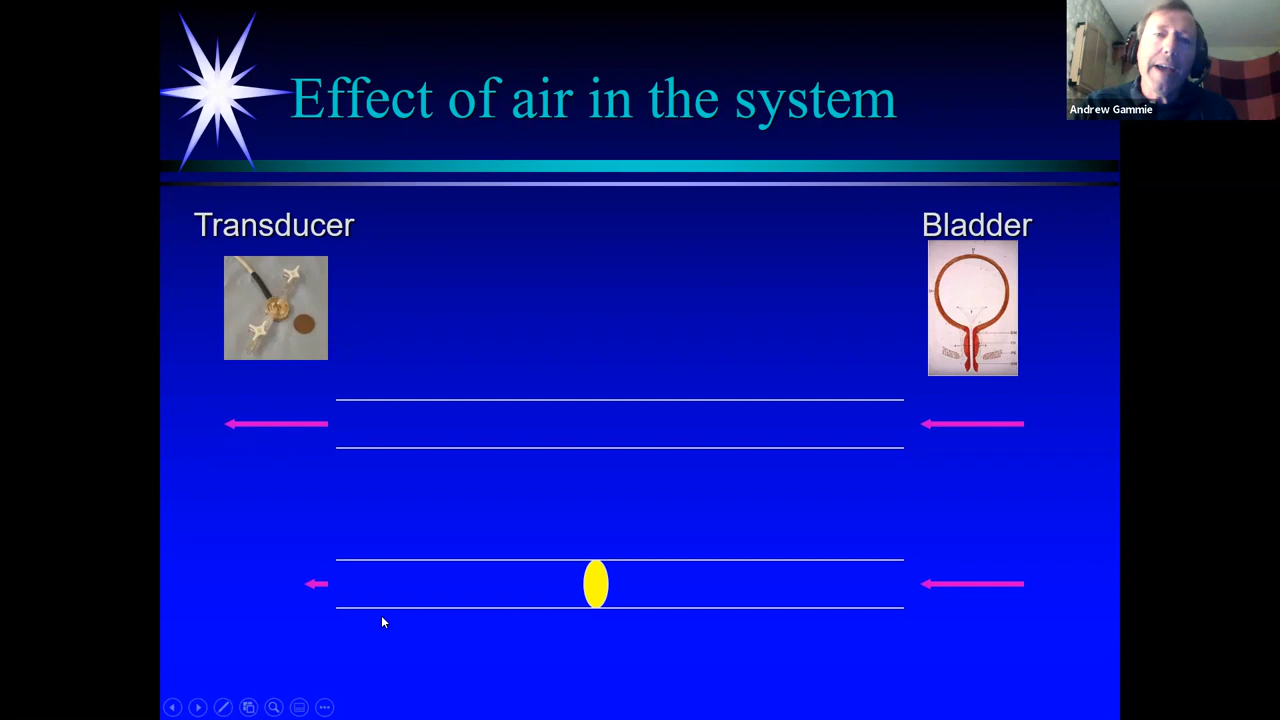 Effect of air in the system
Andrew Gammie
Transducer
Bladder